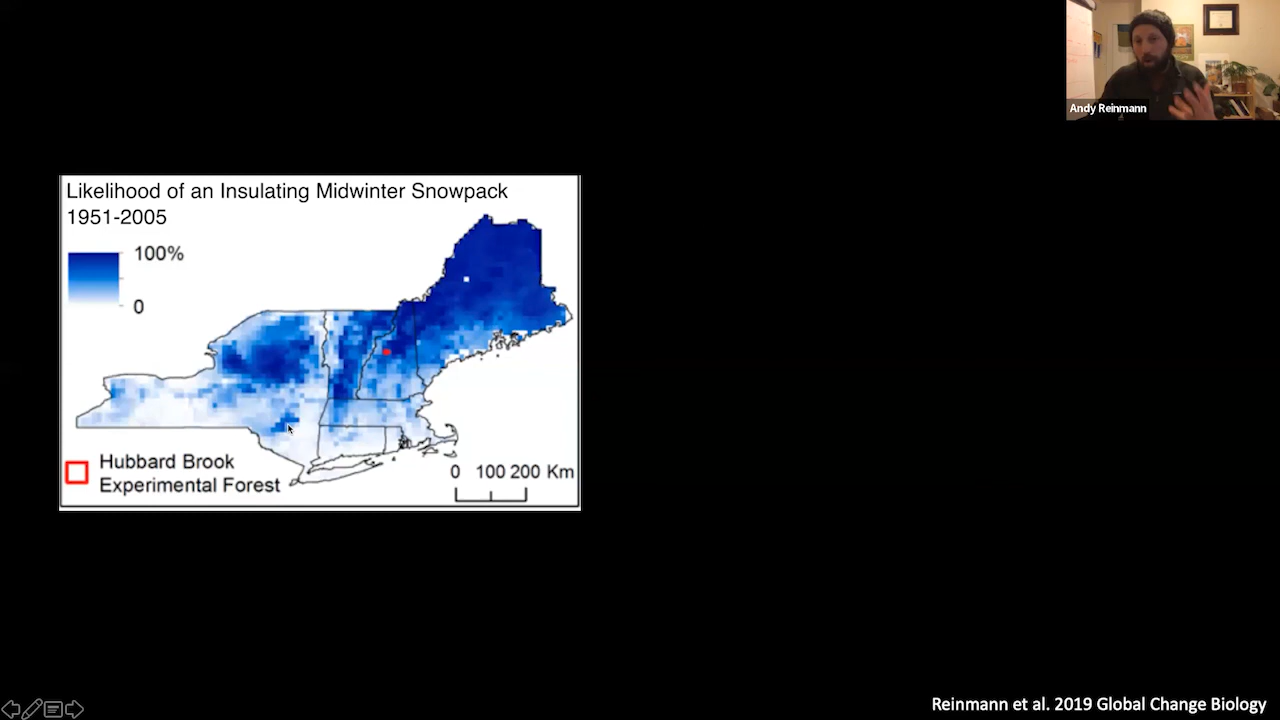 Andy Reinmann
Likelihood of an Insulating Midwinter Snowpack
1951-2005
100%
0
Hubbard Brook
Experimental Forest
0 100 200 Km
Reinmann et al. 2019 Global Change Biology